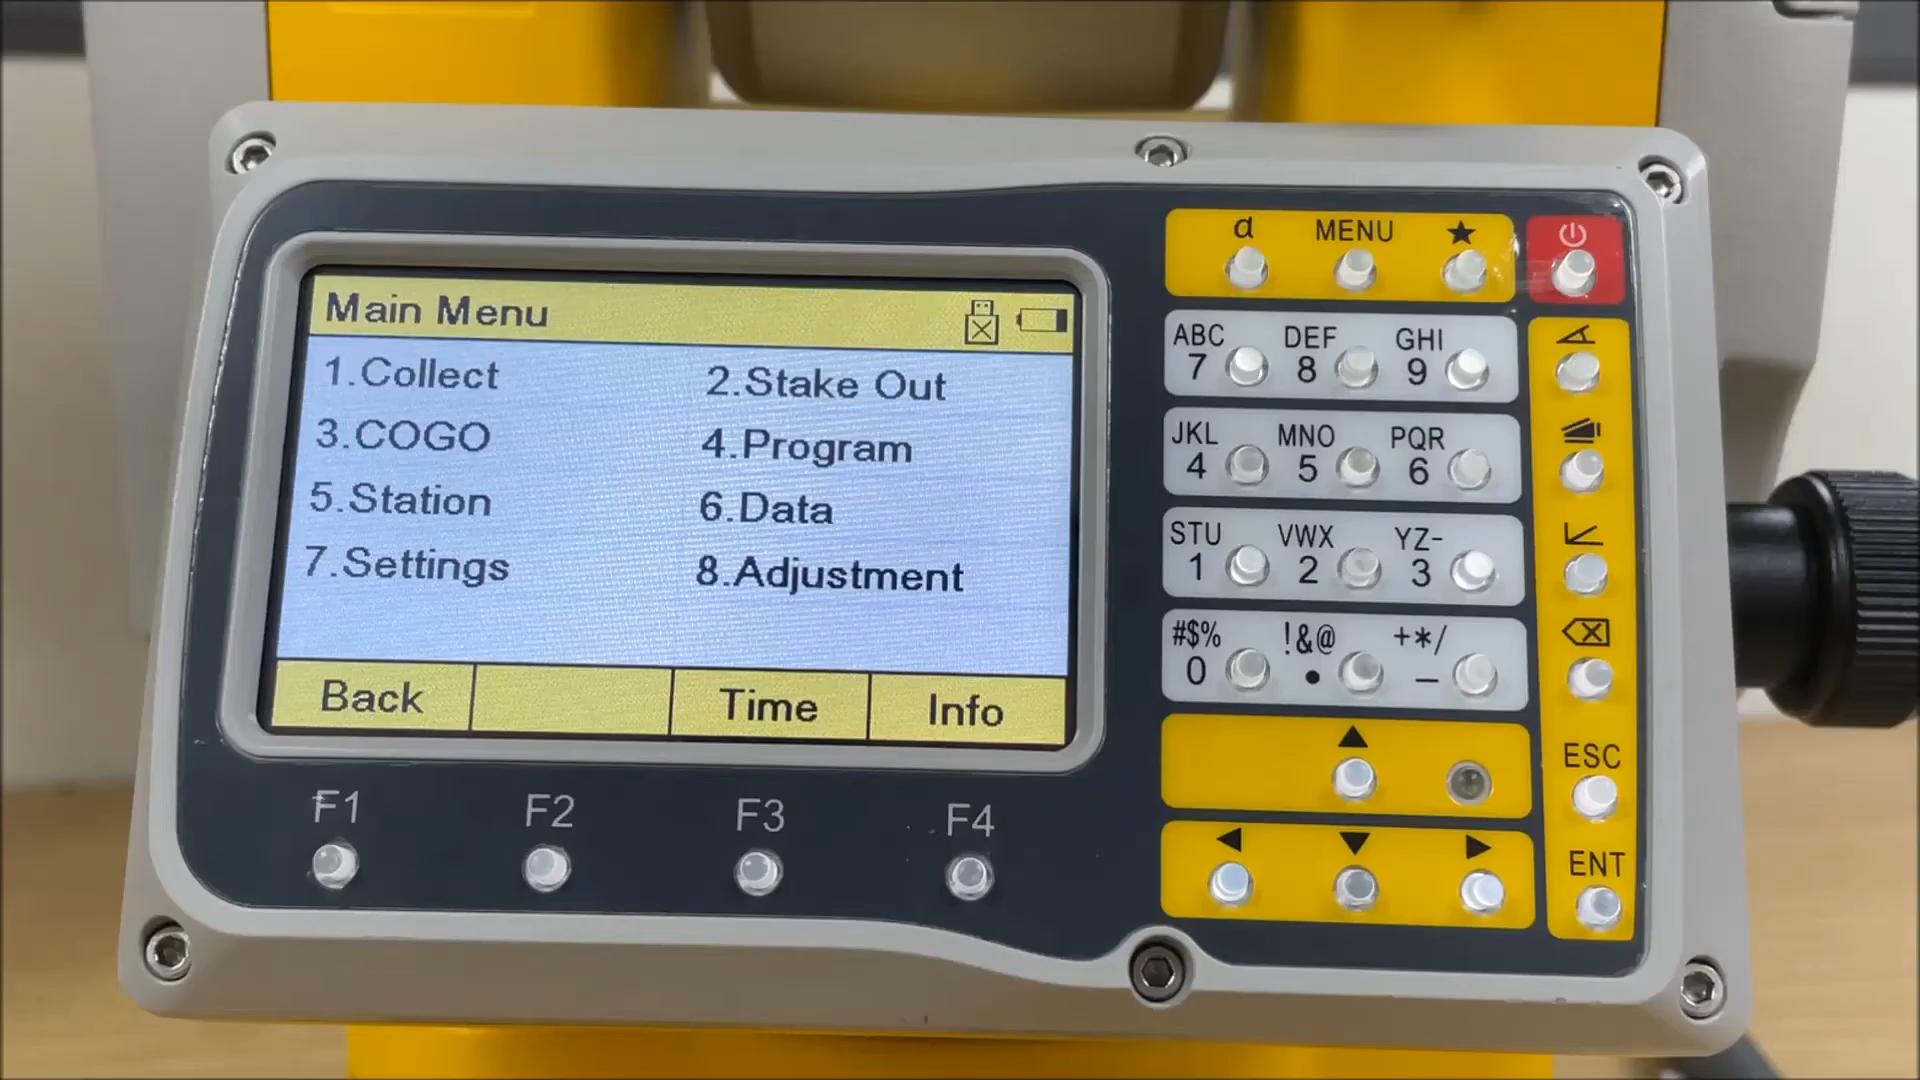 Main Menu
1.Collect
2.Stake Out
3.COGO
4.Program
5.Station
6.Data
7.Settings
8.Adjustment
Back
Time
Info
F1
F2
F3
F4
α
MENU
ABC
7
DEF
8
GHI
9
JKL
4
MNO
5
PQR
6
STU
1
VWX
2
YZ-
3
#$%
0
!&@
•
+*/
–
ESC
ENT